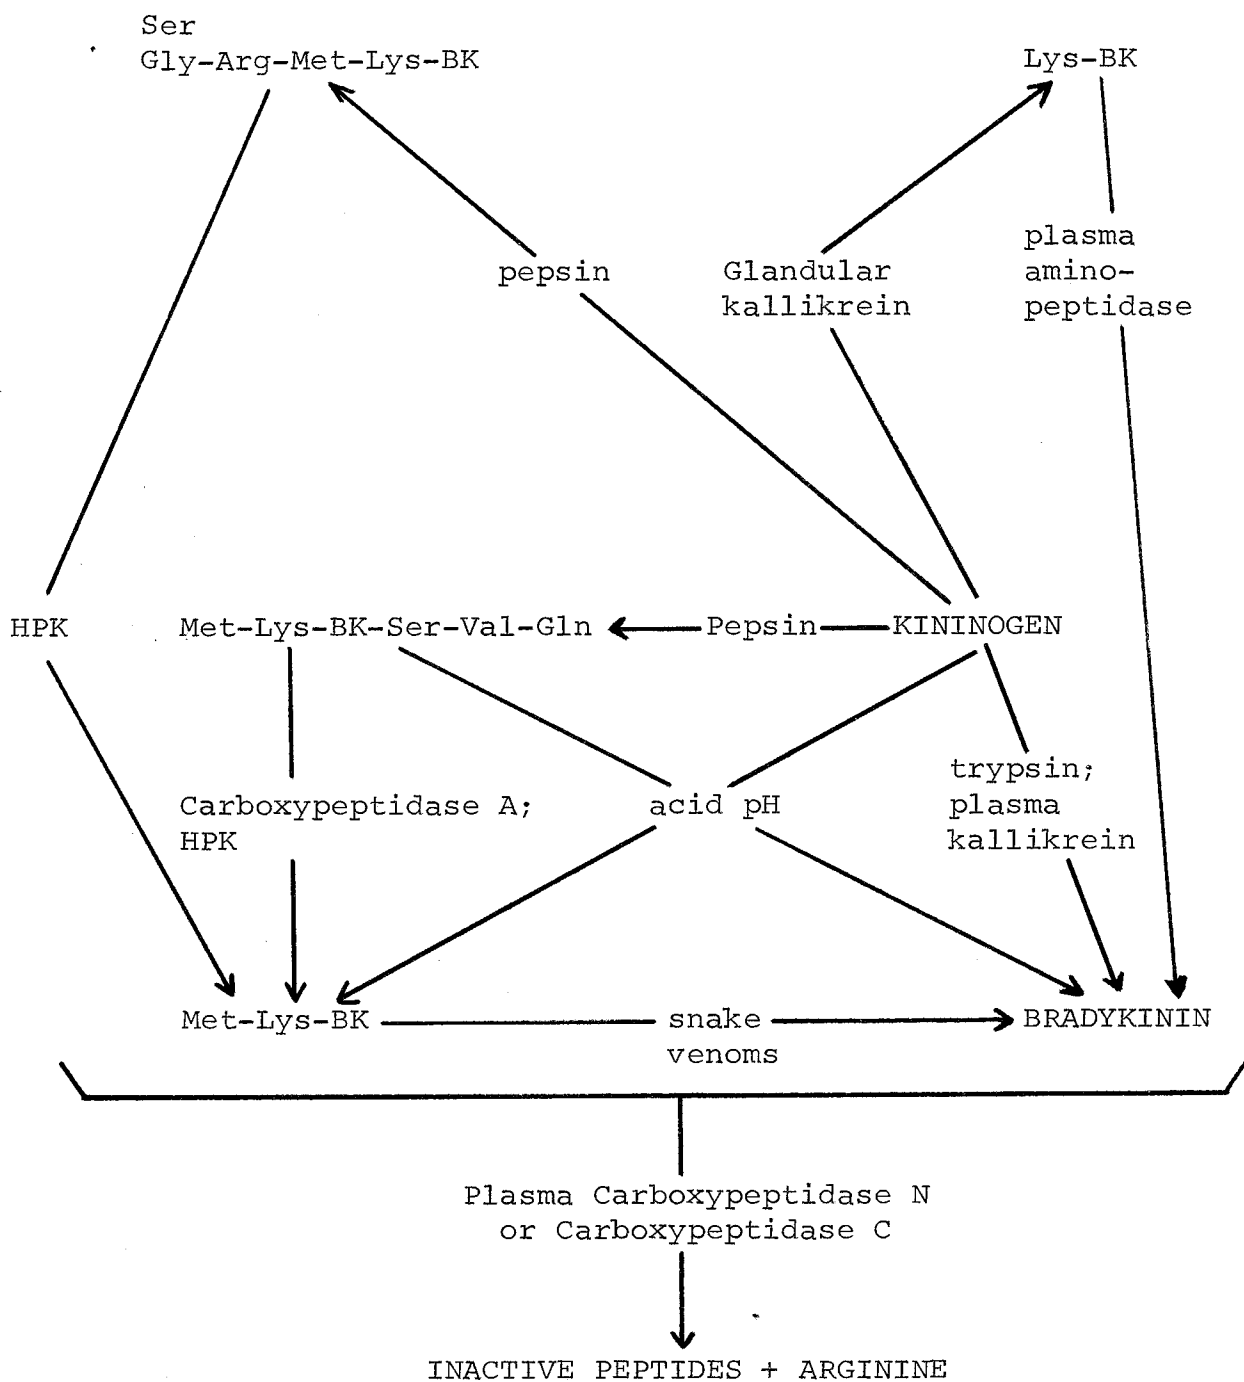 Ser
Gly-Arg-Met-Lys-BK
Lys-BK
plasma
amino-
peptidase
pepsin
Glandular
kallikrein
HPK
Met-Lys-BK-Ser-Val-Gln
Pepsin
KININOGEN
Carboxypeptidase A;
HPK
acid pH
trypsin;
plasma
kallikrein
Met-Lys-BK
snake
venoms
BRADYKININ
Plasma Carboxypeptidase N
or Carboxypeptidase C
INACTIVE PEPTIDES + ARGININE